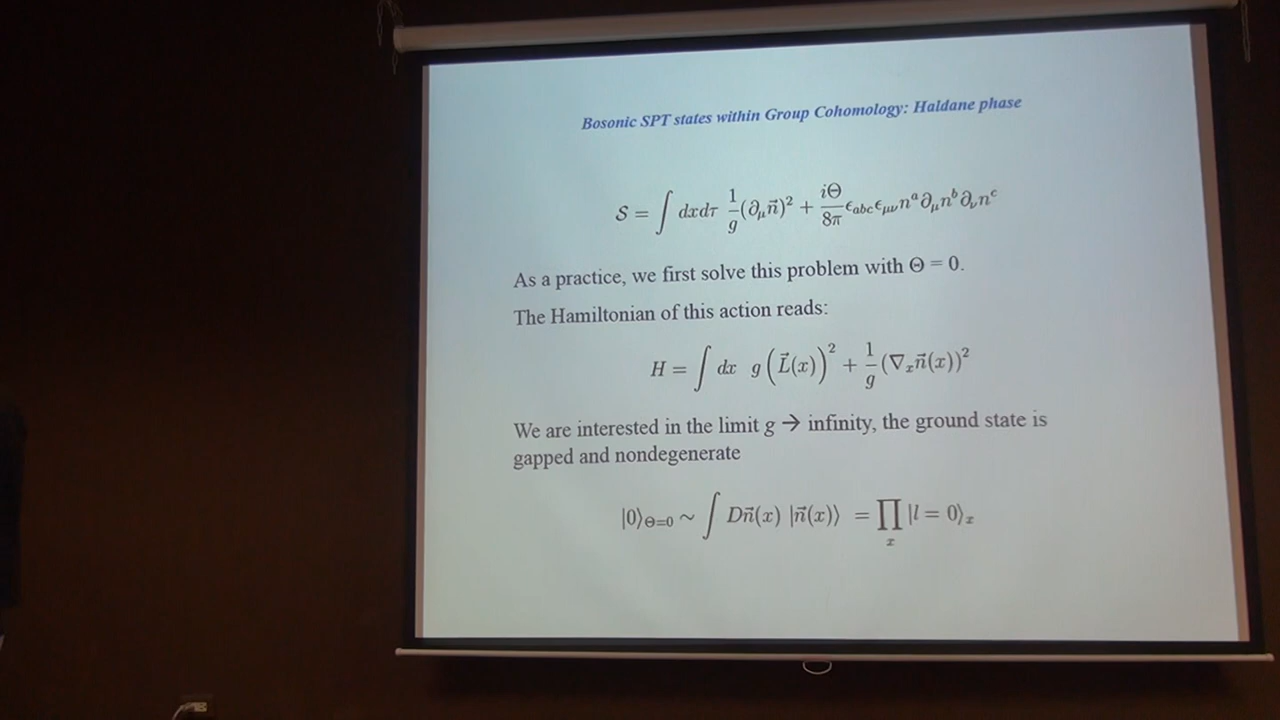 Bosonic SPT states within Group Cohomology: Haldane phase
𝒮 = ∫ dxdτ 1/g (∂_μ n⃗)² + iΘ/8π ϵ_abc ϵ_μν n^a ∂_μ n^b ∂_ν n^c
As a practice, we first solve this problem with Θ = 0.
The Hamiltonian of this action reads:
H = ∫ dx g (L⃗(x))² + 1/g (∇_x n⃗(x))²
We are interested in the limit g → infinity, the ground state is
gapped and nondegenerate
|0⟩_Θ=0 ~ ∫ Dn⃗(x) |n⃗(x)⟩ = ∏_x |l = 0⟩_x